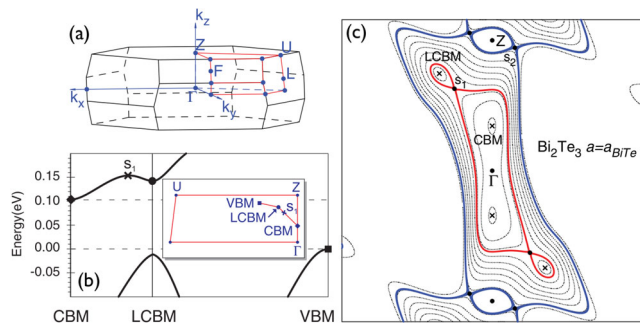 (a)
k_z
Z
U
F
L
k_x
Γ
k_y
Energy(eV)
0.15
0.10
0.05
0.00
-0.05
s_1
(b)
U
Z
VBM
LCBM
s_1
CBM
Γ
CBM
LCBM
VBM
(c)
Z
s_2
LCBM
s_1
CBM
Γ
Bi_2Te_3 a=a_BiTe